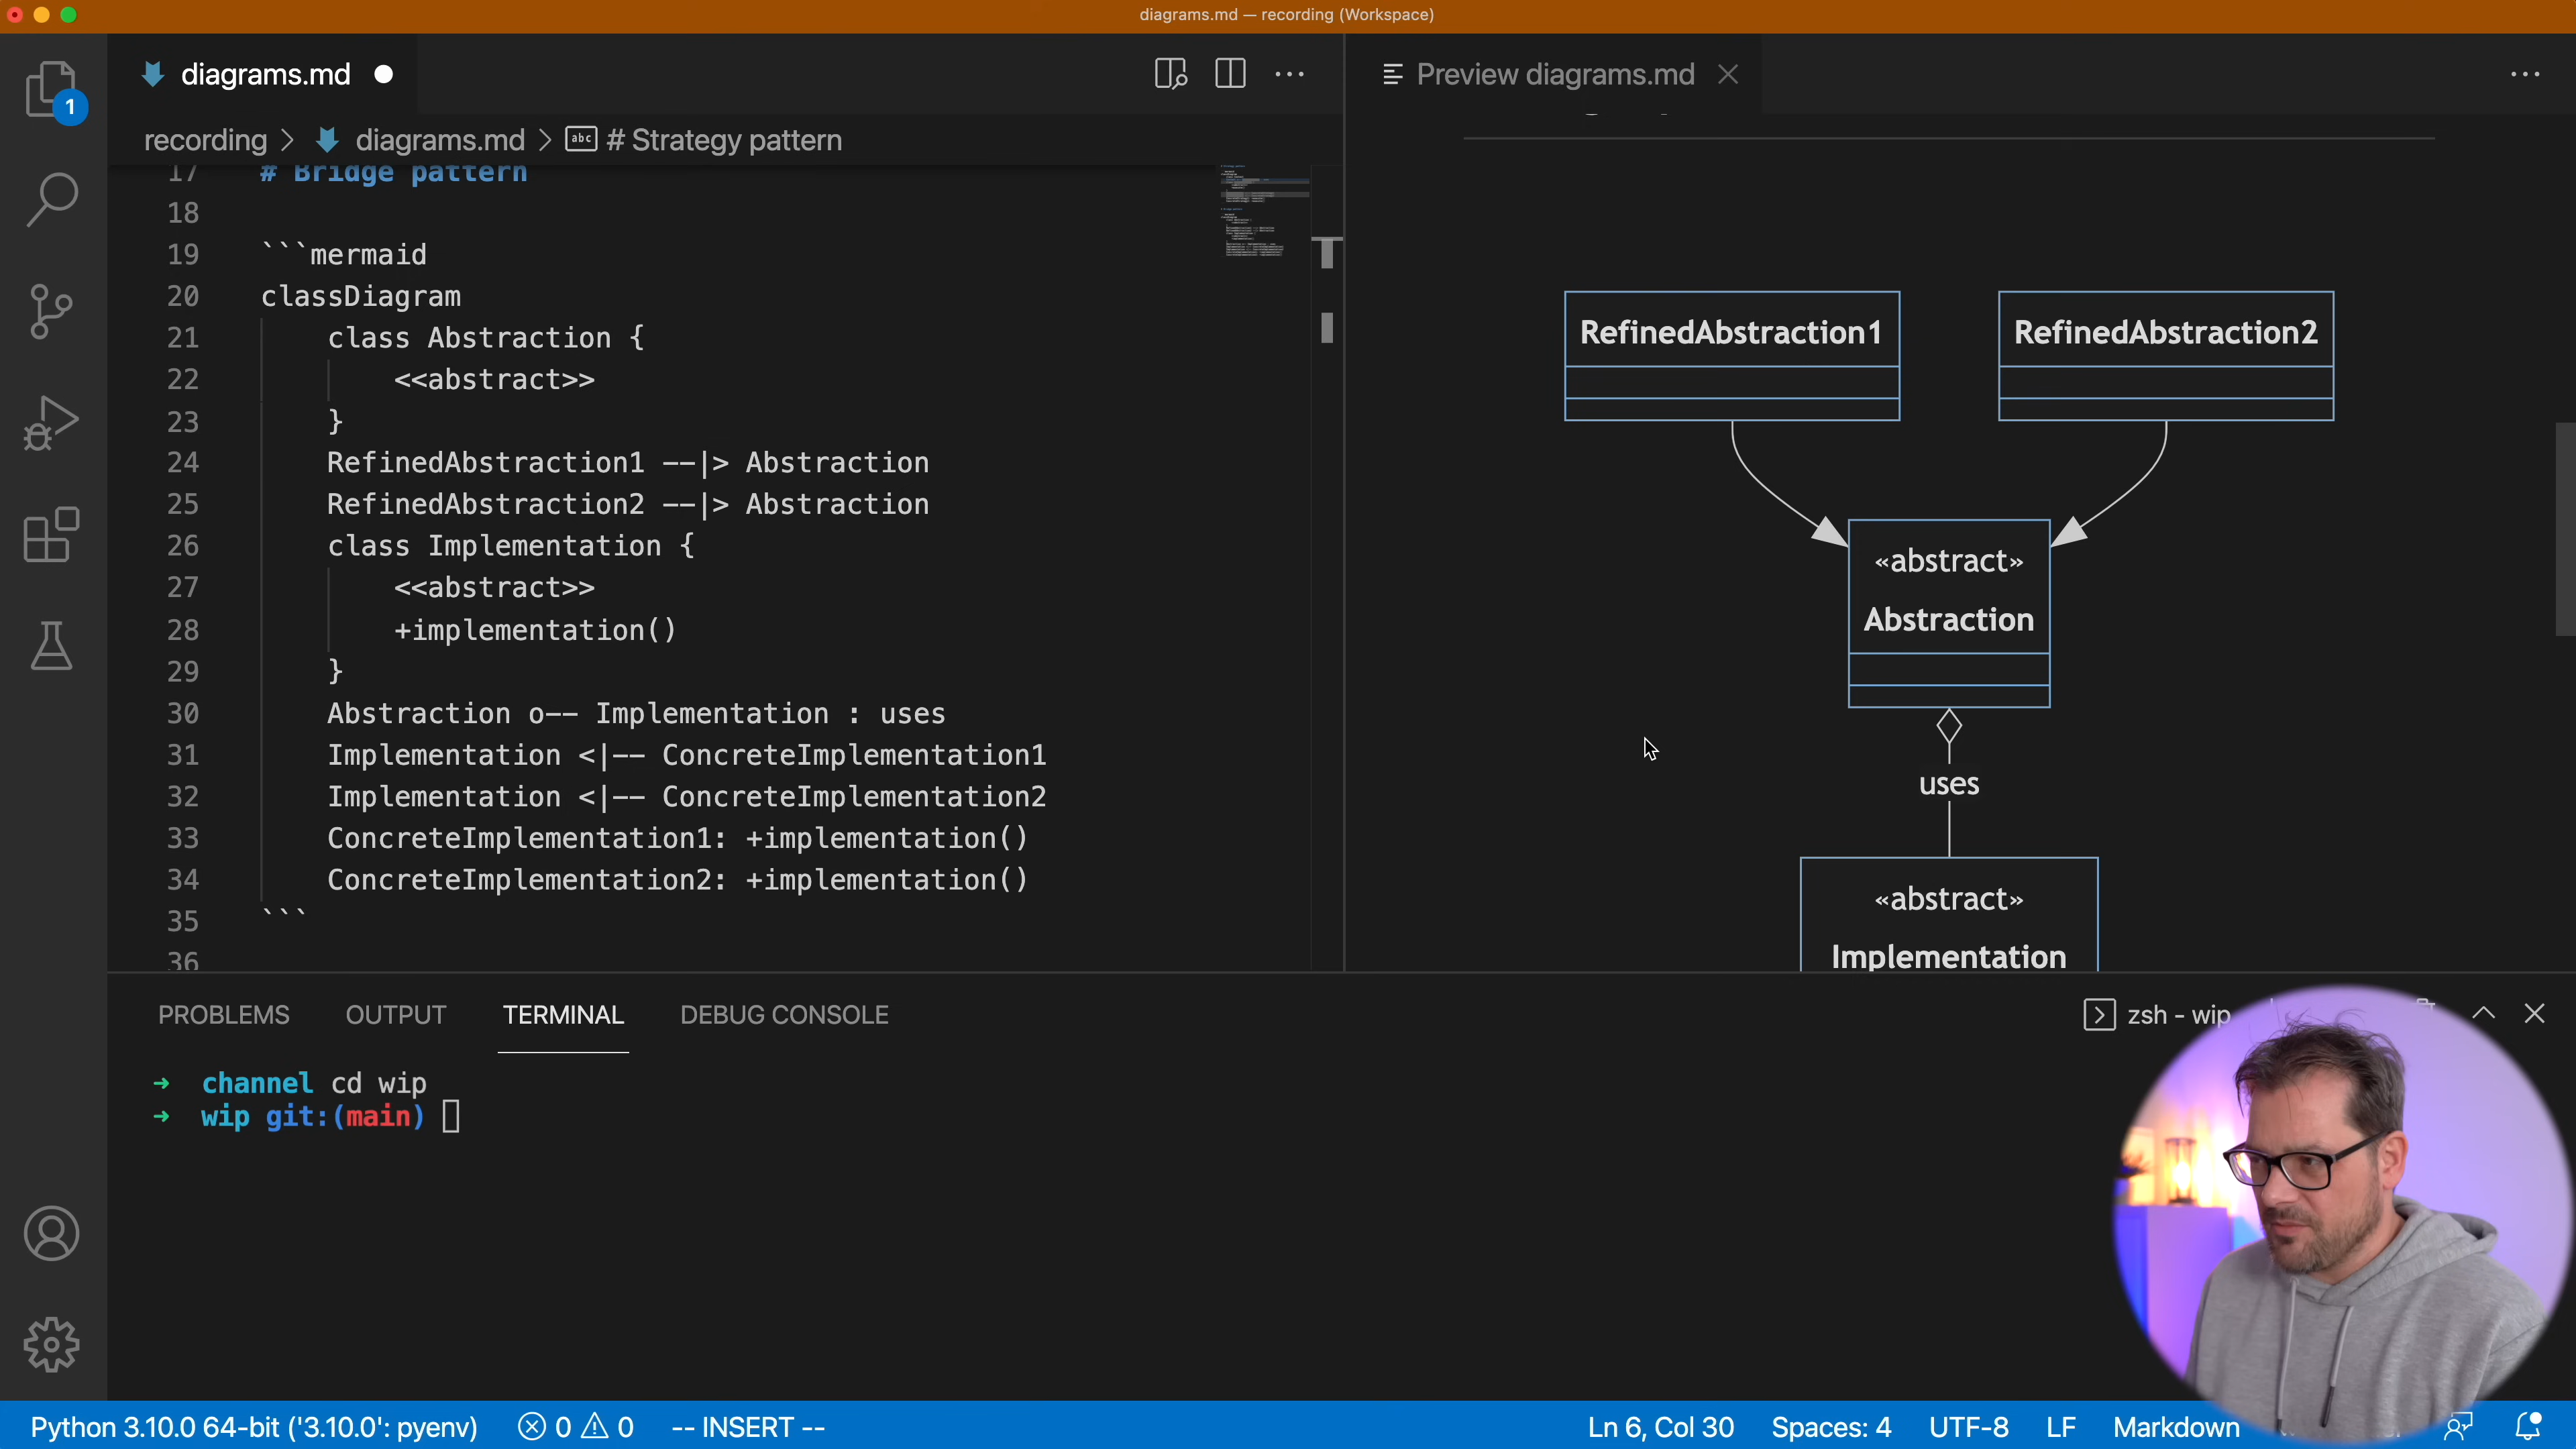 diagrams.md — recording (Workspace)
1
diagrams.md
Preview diagrams.md
recording > diagrams.md > abc # Strategy pattern
17 # Bridge pattern
18
19 ```mermaid
20 classDiagram
21 class Abstraction {
22 <<abstract>>
23 }
24 RefinedAbstraction1 --|> Abstraction
25 RefinedAbstraction2 --|> Abstraction
26 class Implementation {
27 <<abstract>>
28 +implementation()
29 }
30 Abstraction o-- Implementation : uses
31 Implementation <|-- ConcreteImplementation1
32 Implementation <|-- ConcreteImplementation2
33 ConcreteImplementation1: +implementation()
34 ConcreteImplementation2: +implementation()
35 ```
36
RefinedAbstraction1
RefinedAbstraction2
«abstract»
Abstraction
uses
«abstract»
Implementation
PROBLEMS OUTPUT TERMINAL DEBUG CONSOLE
zsh - wip
➜ channel cd wip
➜ wip git:(main)
Python 3.10.0 64-bit ('3.10.0': pyenv) 0 0 -- INSERT --
Ln 6, Col 30 Spaces: 4 UTF-8 LF Markdown